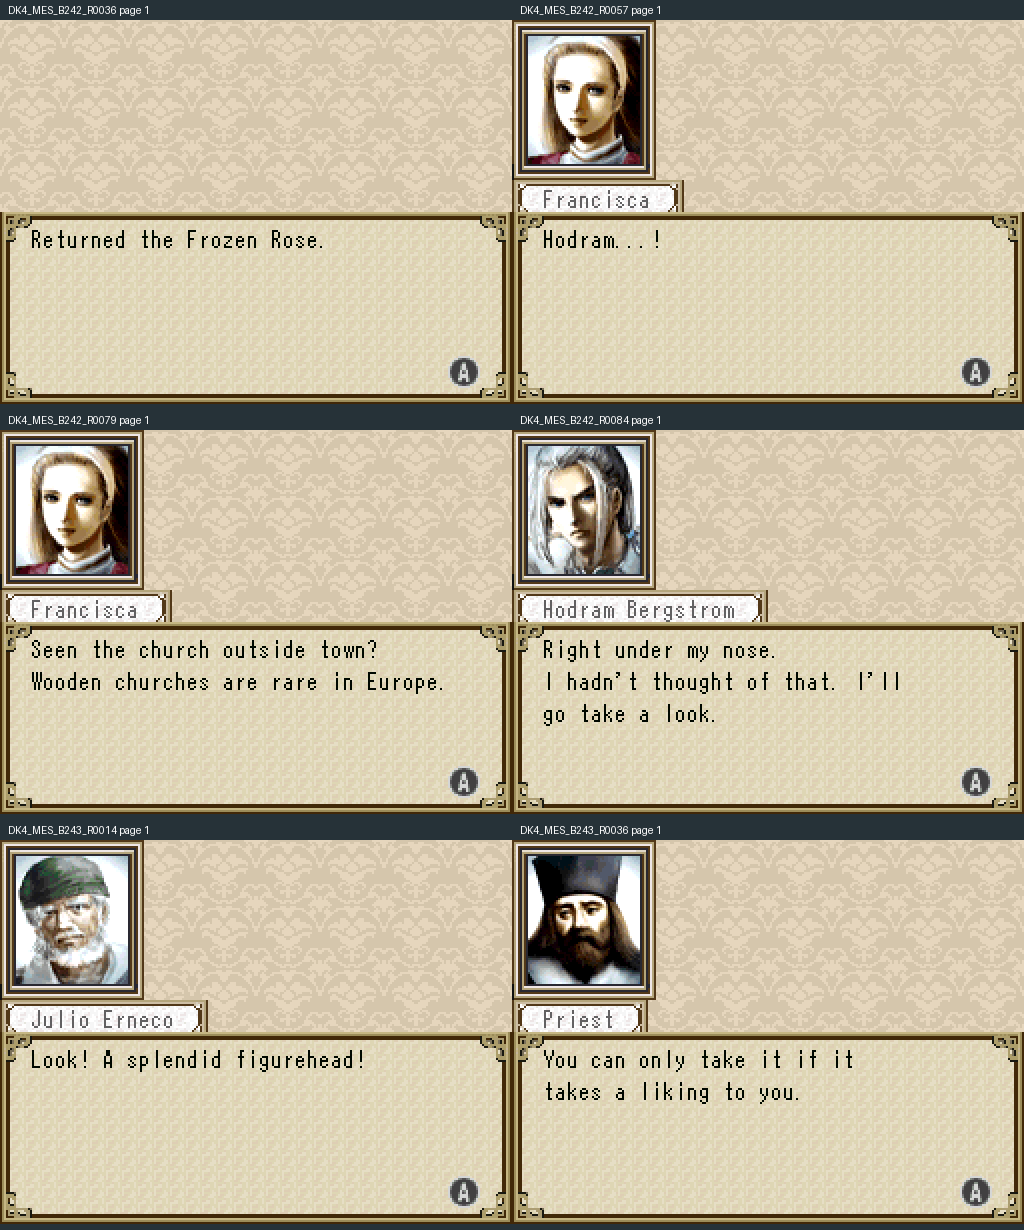 DK4_MES_B242_R0036 page 1
Returned the Frozen Rose.
A
DK4_MES_B242_R0057 page 1
Francisca
Hodram...!
A
DK4_MES_B242_R0079 page 1
Francisca
Seen the church outside town?
Wooden churches are rare in Europe.
A
DK4_MES_B242_R0084 page 1
Hodram Bergstrom
Right under my nose.
I hadn't thought of that. I'll
go take a look.
A
DK4_MES_B243_R0014 page 1
Julio Erneco
Look! A splendid figurehead!
A
DK4_MES_B243_R0036 page 1
Priest
You can only take it if it
takes a liking to you.
A